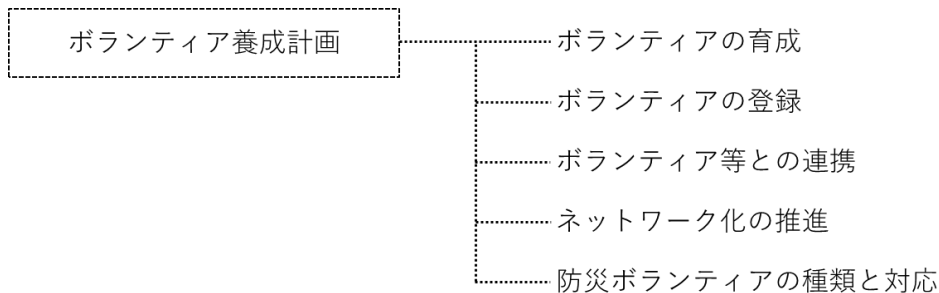 ボランティア養成計画
ボランティアの育成
ボランティアの登録
ボランティア等との連携
ネットワーク化の推進
防災ボランティアの種類と対応